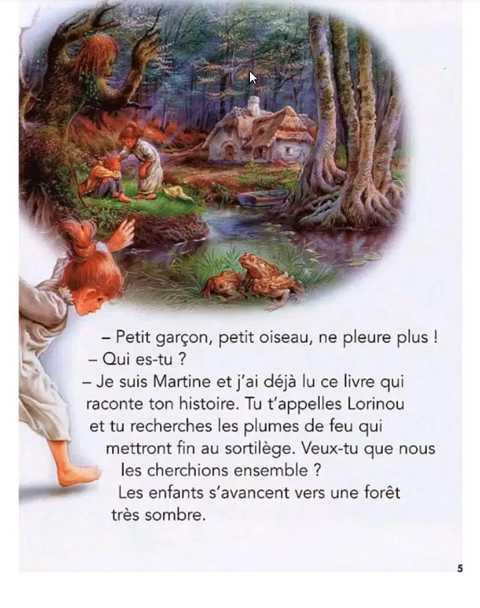 – Petit garçon, petit oiseau, ne pleure plus !
– Qui es-tu ?
– Je suis Martine et j'ai déjà lu ce livre qui
raconte ton histoire. Tu t'appelles Lorinou
et tu recherches les plumes de feu qui
mettront fin au sortilège. Veux-tu que nous
les cherchions ensemble ?
Les enfants s'avancent vers une forêt
très sombre.
5